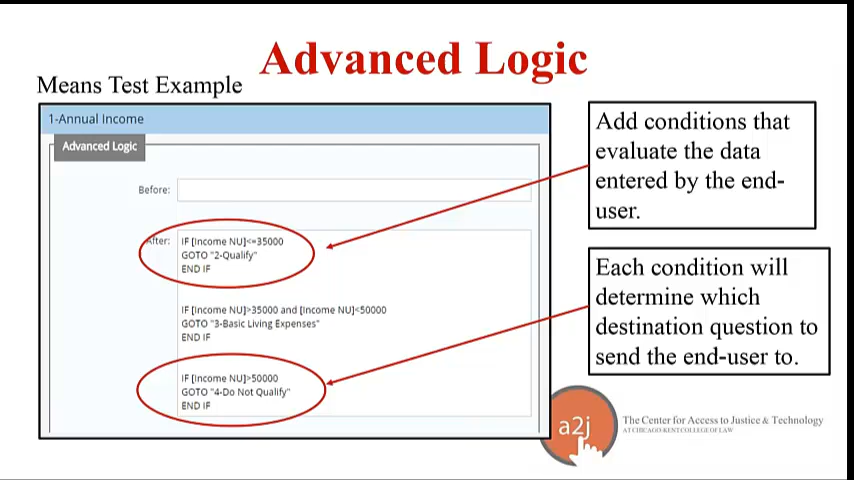 Advanced Logic
Means Test Example
1-Annual Income
Advanced Logic
Before:
After:
IF [Income NU]<=35000
GOTO "2-Qualify"
END IF
IF [Income NU]>35000 and [Income NU]<50000
GOTO "3-Basic Living Expenses"
END IF
IF [Income NU]>50000
GOTO "4-Do Not Qualify"
END IF
Add conditions that
evaluate the data
entered by the end-
user.
Each condition will
determine which
destination question to
send the end-user to.
a2j
The Center for Access to Justice & Technology
AT CHICAGO-KENT COLLEGE OF LAW